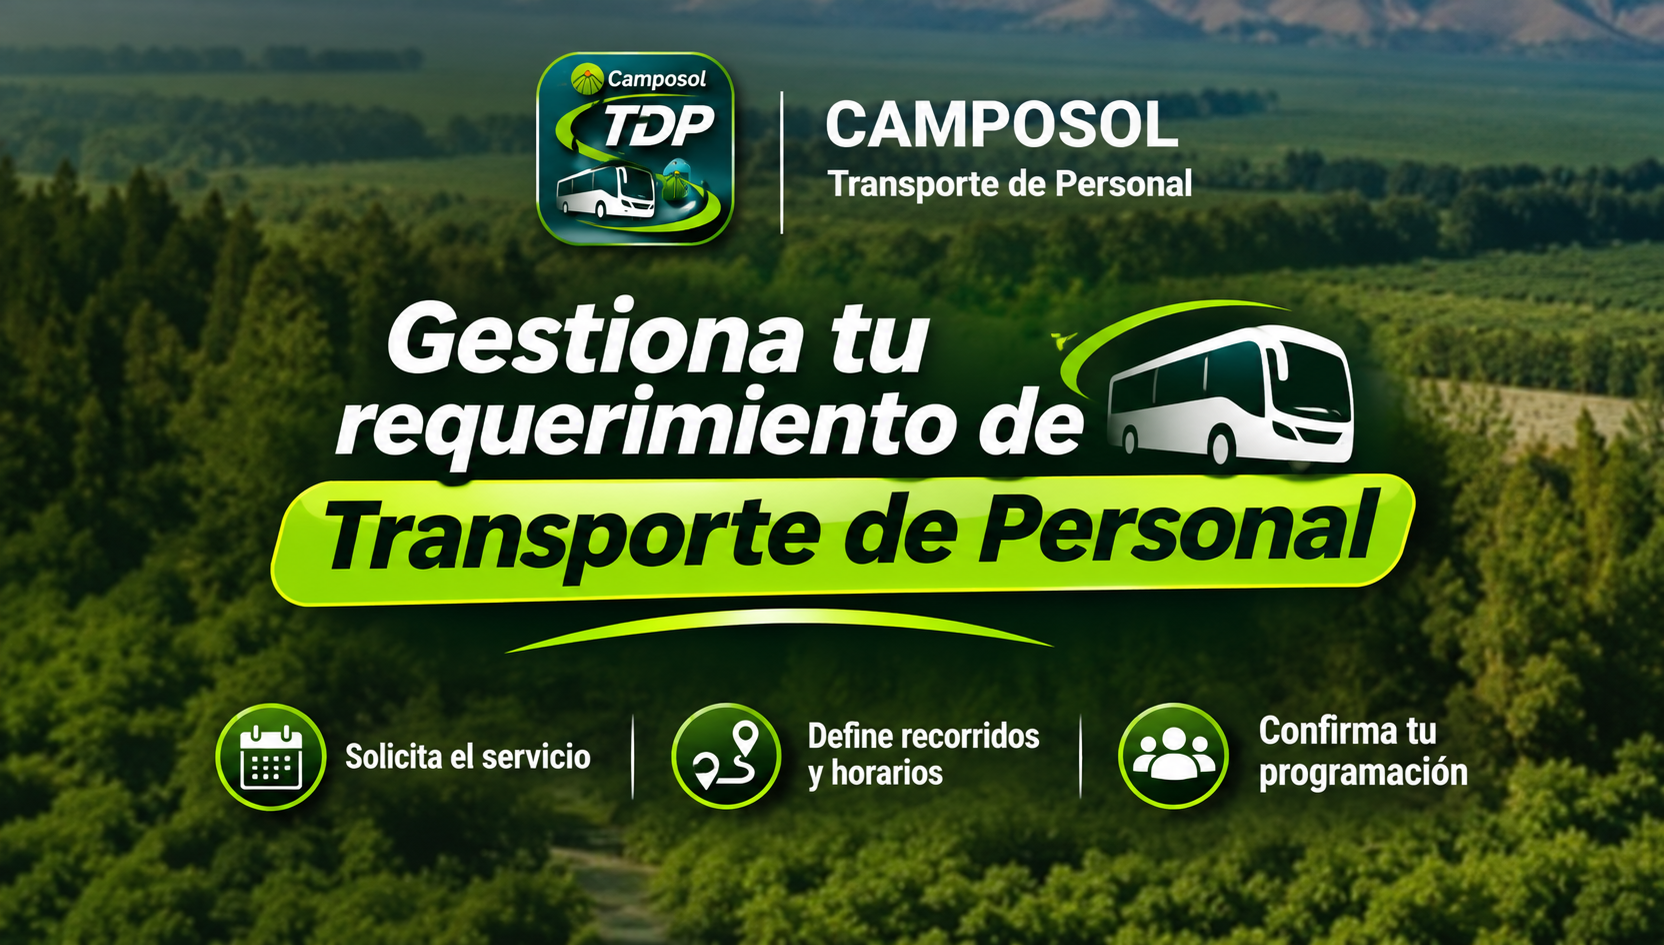 Camposol
TDP
CAMPOSOL
Transporte de Personal
Gestiona tu
requerimiento de
Transporte de Personal
Solicita el servicio
Define recorridos
y horarios
Confirma tu
programación